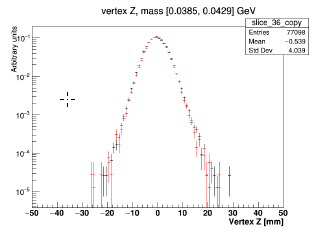 vertex Z, mass [0.0385, 0.0429] GeV
slice_36_copy
Entries 77098
Mean −0.539
Std Dev 4.039
Arbitrary units
10⁻¹
10⁻²
10⁻³
10⁻⁴
10⁻⁵
−50 −40 −30 −20 −10 0 10 20 30 40 50
Vertex Z [mm]